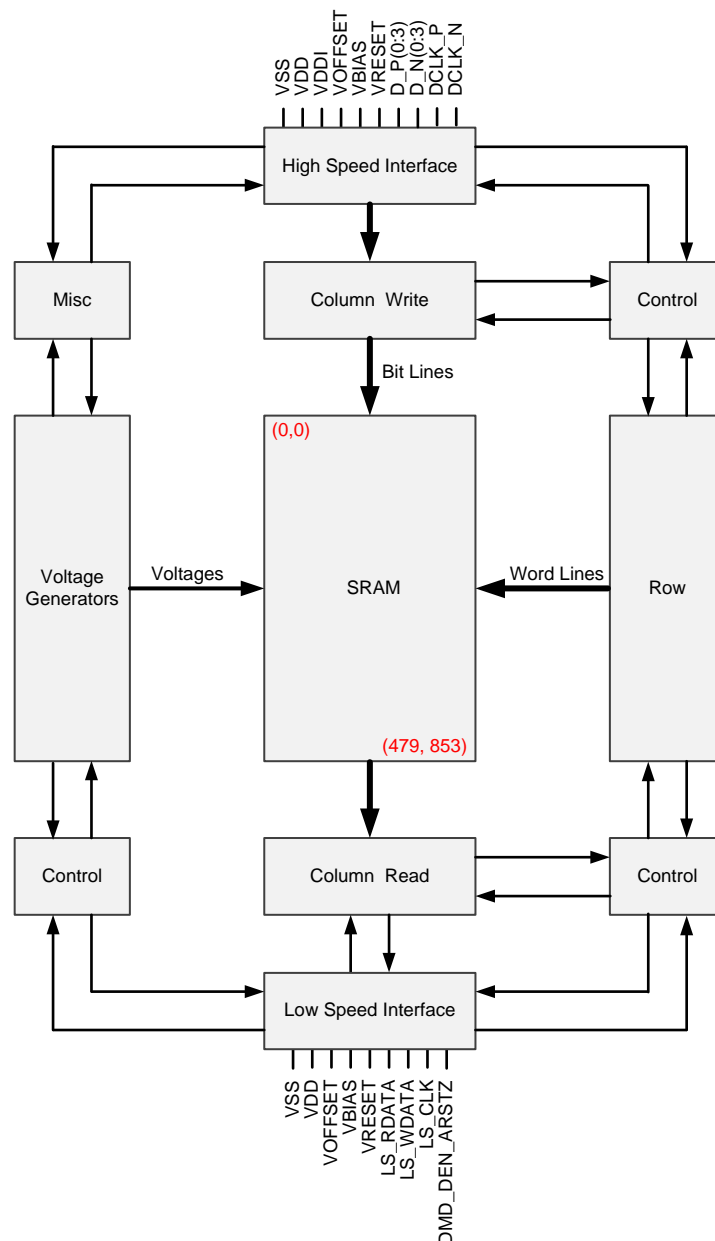 VSS
VDD
VDDI
VOFFSET
VBIAS
VRESET
D_P(0:3)
D_N(0:3)
DCLK_P
DCLK_N
High Speed Interface
Misc
Column Write
Control
Bit Lines
(0,0)
Voltage
Generators
Voltages
SRAM
Word Lines
Row
(479, 853)
Control
Column Read
Control
Low Speed Interface
VSS
VDD
VOFFSET
VBIAS
VRESET
LS_RDATA
LS_WDATA
LS_CLK
DMD_DEN_ARSTZ